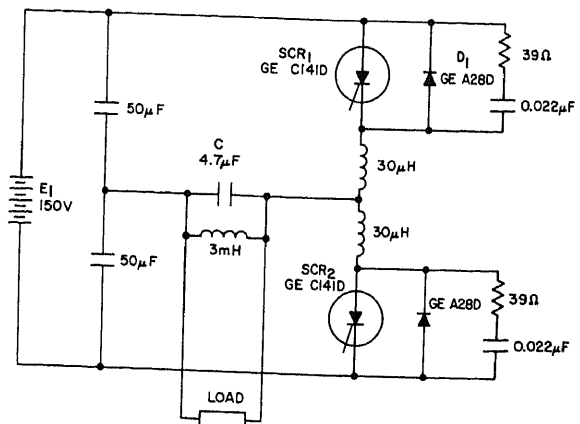 SCR1
GE C141D
D1
GE A28D
39Ω
0.022μF
50μF
C
4.7μF
30μH
E1
150V
3mH
30μH
50μF
SCR2
GE C141D
GE A28D
39Ω
0.022μF
LOAD